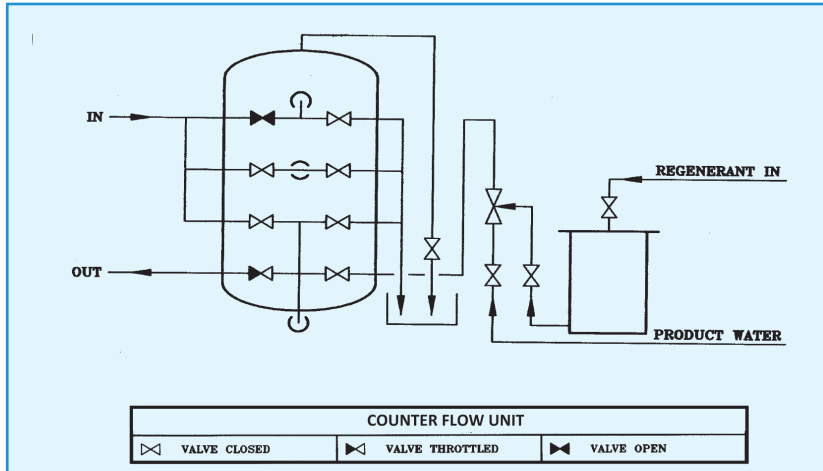 IN
REGENERANT IN
OUT
PRODUCT WATER
COUNTER FLOW UNIT
VALVE CLOSED VALVE THROTTLED VALVE OPEN